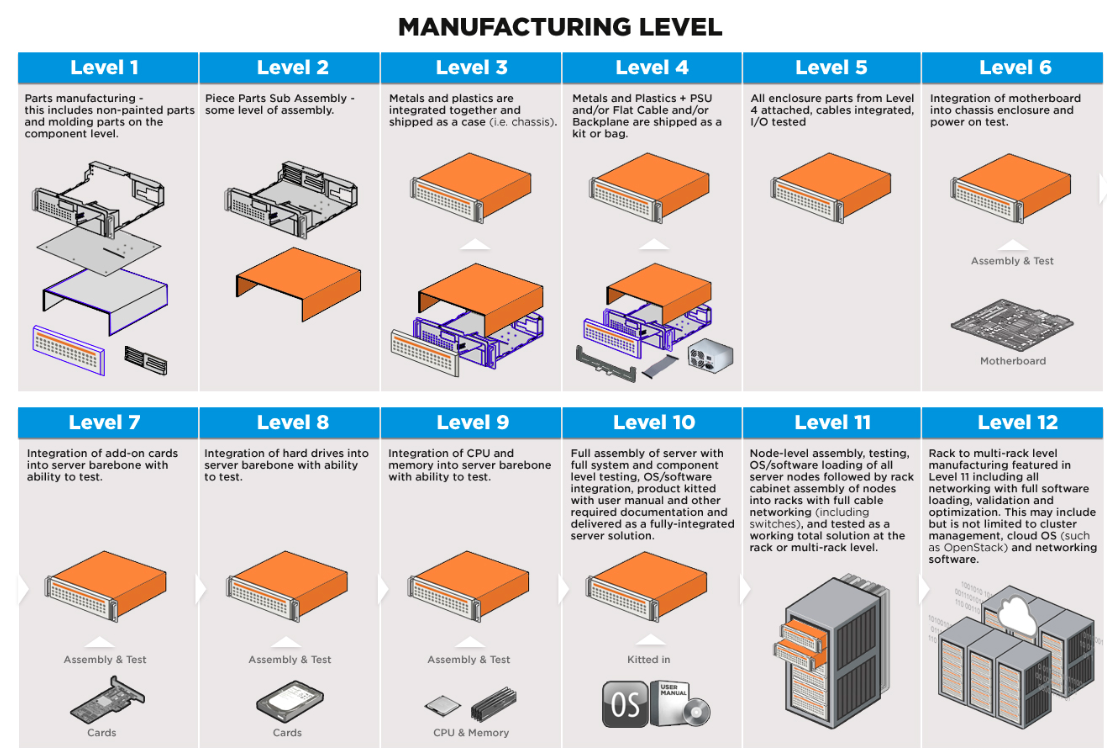 MANUFACTURING LEVEL
Level 1
Parts manufacturing -
this includes non-painted parts
and molding parts on the
component level.
Level 2
Piece Parts Sub Assembly -
some level of assembly.
Level 3
Metals and plastics are
integrated together and
shipped as a case (i.e. chassis).
Level 4
Metals and Plastics + PSU
and/or Flat Cable and/or
Backplane are shipped as a
kit or bag.
Level 5
All enclosure parts from Level
4 attached, cables integrated,
I/O tested
Level 6
Integration of motherboard
into chassis enclosure and
power on test.
Assembly & Test
Motherboard
Level 7
Integration of add-on cards
into server barebone with
ability to test.
Assembly & Test
Cards
Level 8
Integration of hard drives into
server barebone with ability
to test.
Assembly & Test
Cards
Level 9
Integration of CPU and
memory into server barebone
with ability to test.
Assembly & Test
CPU & Memory
Level 10
Full assembly of server with
full system and component
level testing, OS/software
integration, product kitted
with user manual and other
required documentation and
delivered as a fully-integrated
server solution.
Kitted in
OS
USER
MANUAL
Level 11
Node-level assembly, testing,
OS/software loading of all
server nodes followed by rack
cabinet assembly of nodes
into racks with full cable
networking (including
switches), and tested as a
working total solution at the
rack or multi-rack level.
Level 12
Rack to multi-rack level
manufacturing featured in
Level 11 including all
networking with full software
loading, validation and
optimization. This may include
but is not limited to cluster
management, cloud OS (such
as OpenStack) and networking
software.